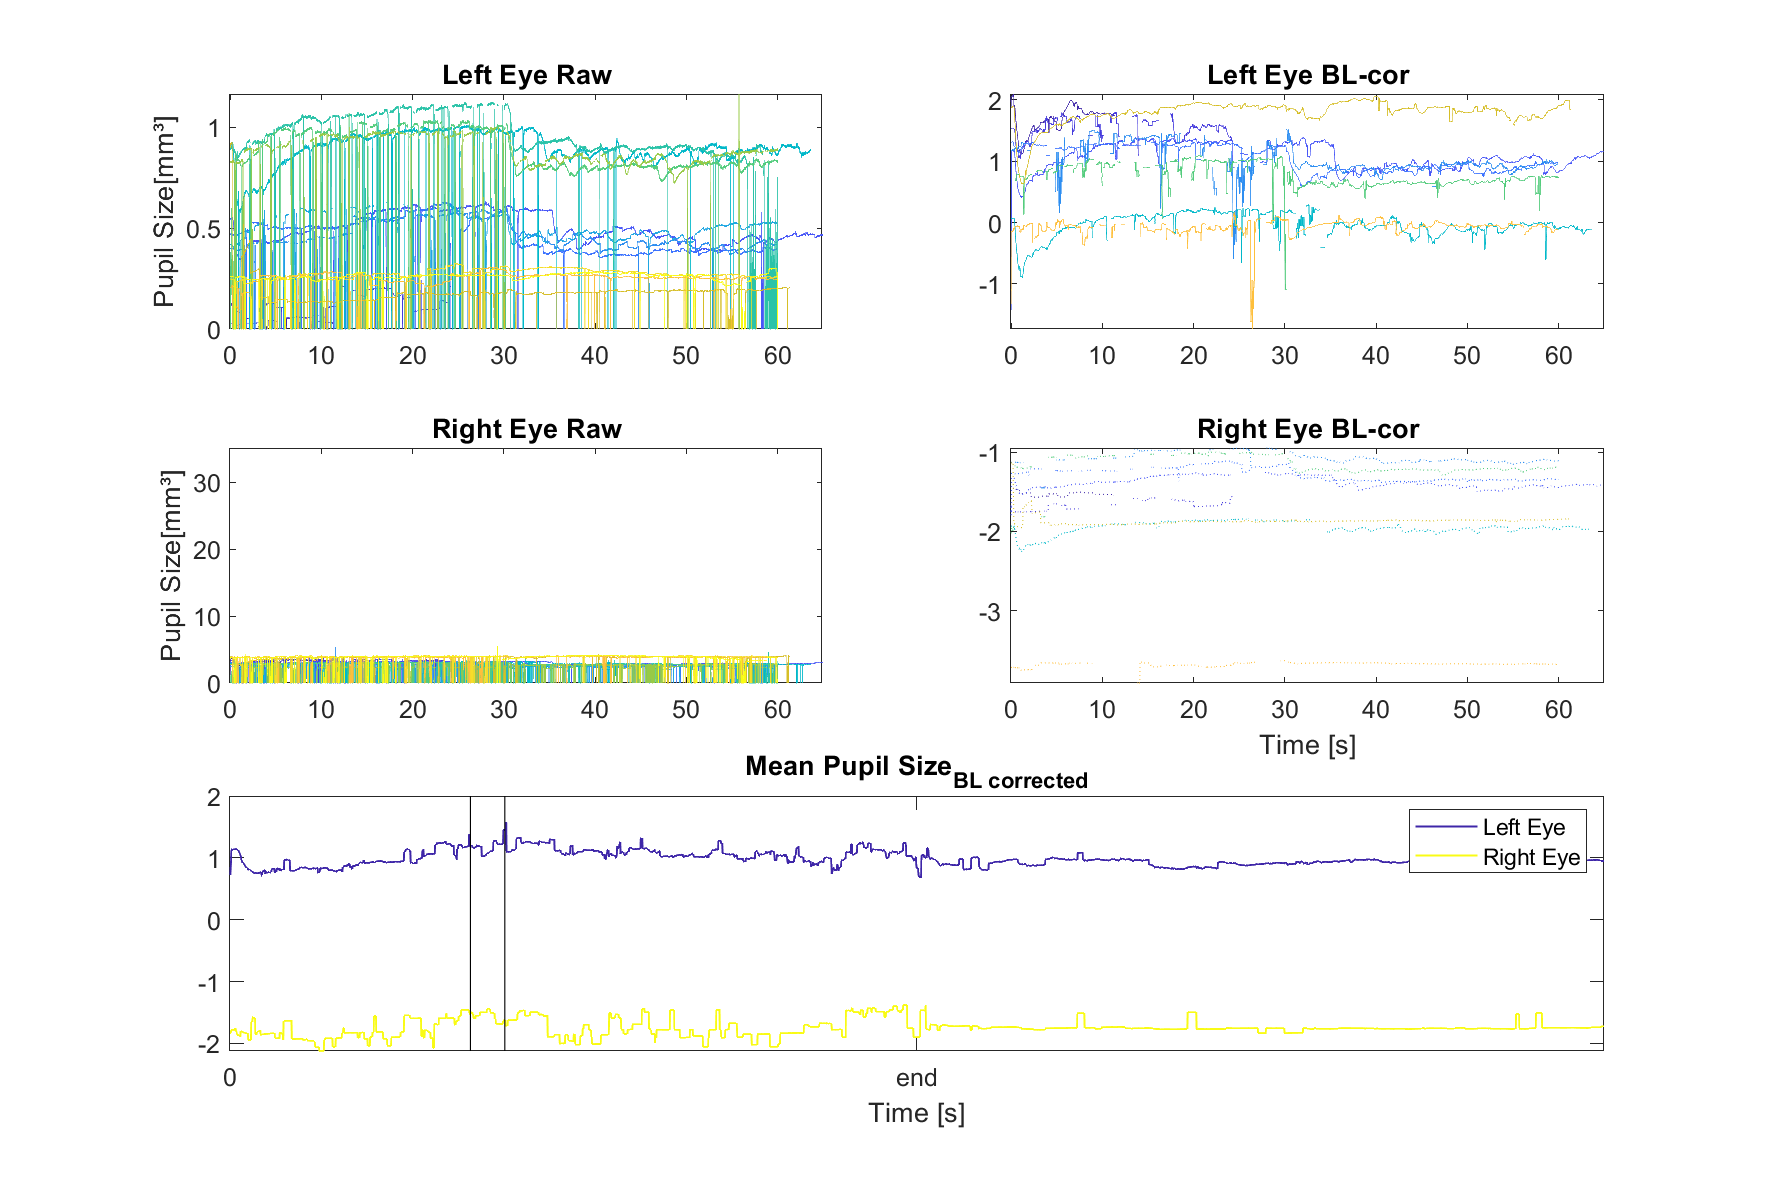 Left Eye Raw
Pupil Size[mm³]
1
0.5
0
0 10 20 30 40 50 60
Left Eye BL-cor
2
1
0
-1
0 10 20 30 40 50 60
Right Eye Raw
Pupil Size[mm³]
30
20
10
0
0 10 20 30 40 50 60
Right Eye BL-cor
-1
-2
-3
0 10 20 30 40 50 60
Time [s]
Mean Pupil Size BL corrected
2
1
0
-1
-2
Left Eye
Right Eye
0 end
Time [s]